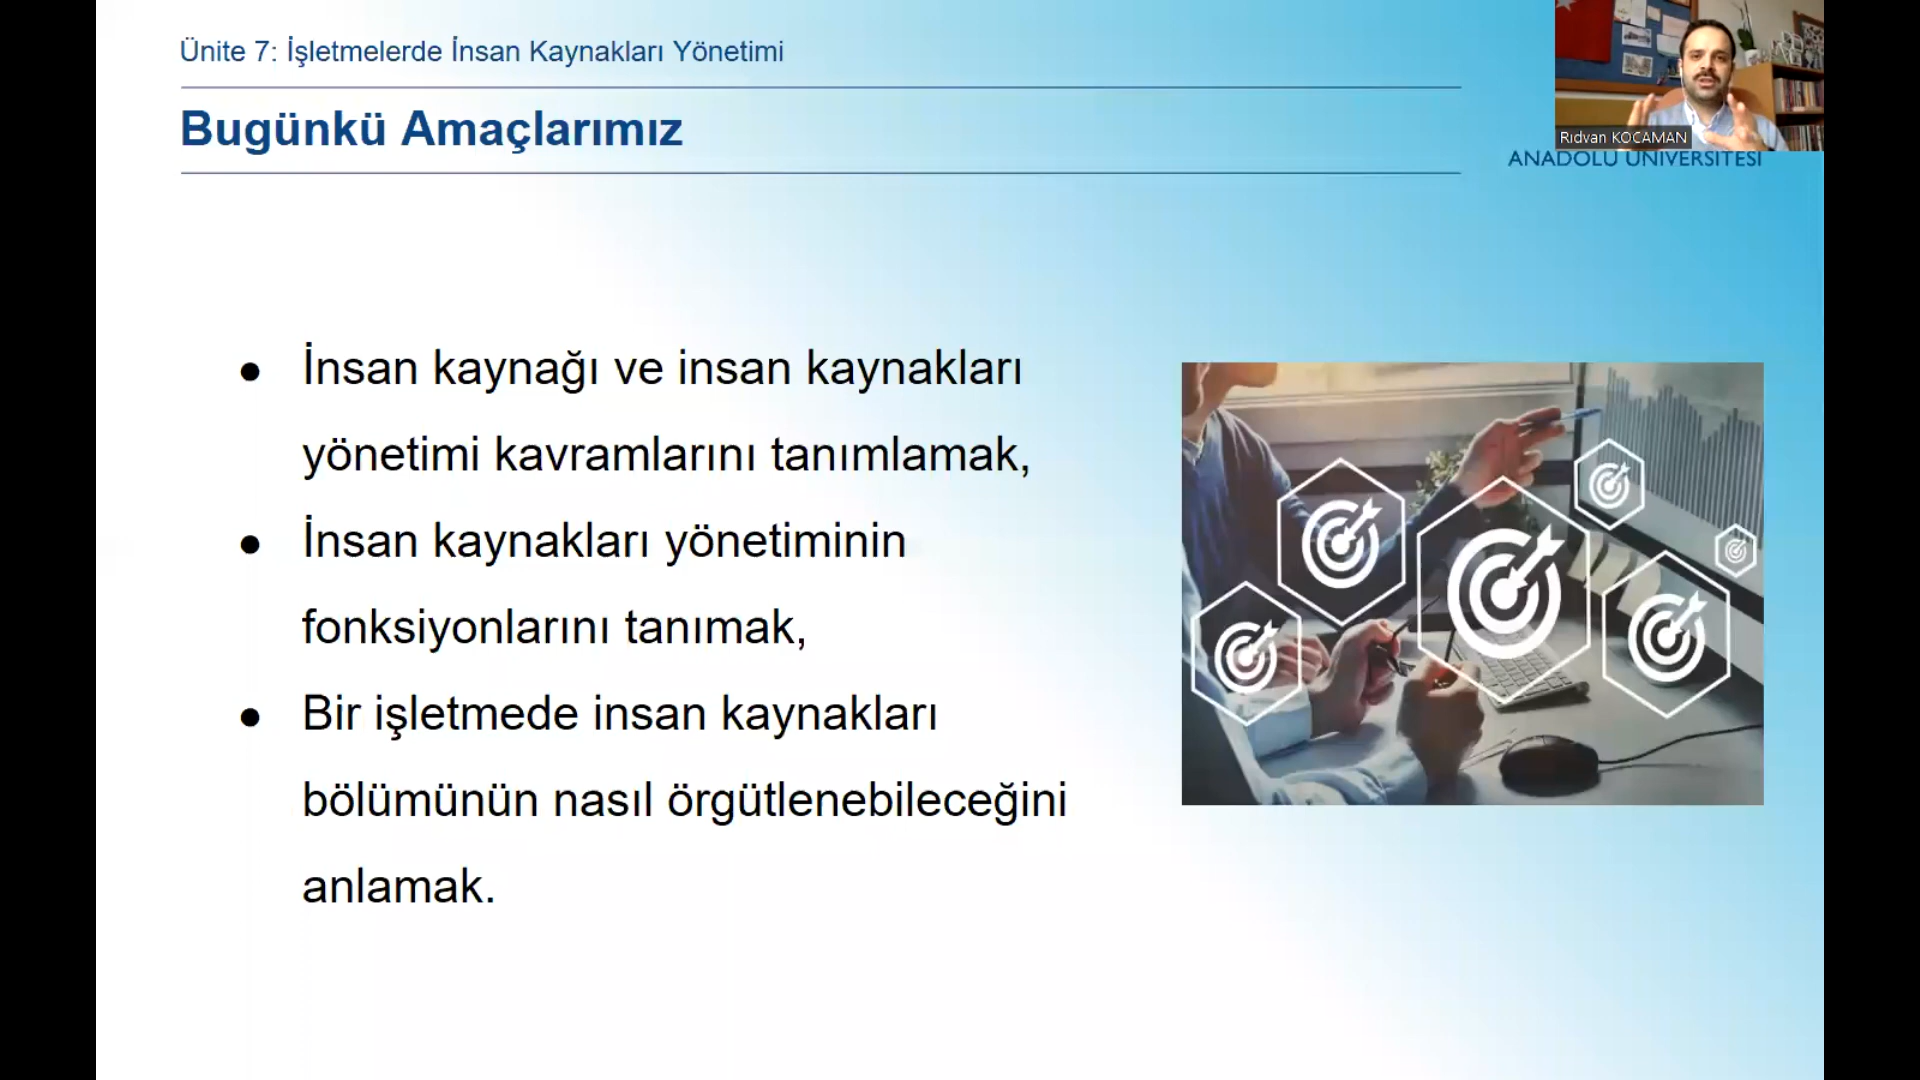 Ünite 7: İşletmelerde İnsan Kaynakları Yönetimi
Bugünkü Amaçlarımız
Rıdvan KOCAMAN
ANADOLU ÜNİVERSİTESİ
● İnsan kaynağı ve insan kaynakları
yönetimi kavramlarını tanımlamak,
● İnsan kaynakları yönetiminin
fonksiyonlarını tanımak,
● Bir işletmede insan kaynakları
bölümünün nasıl örgütlenebileceğini
anlamak.